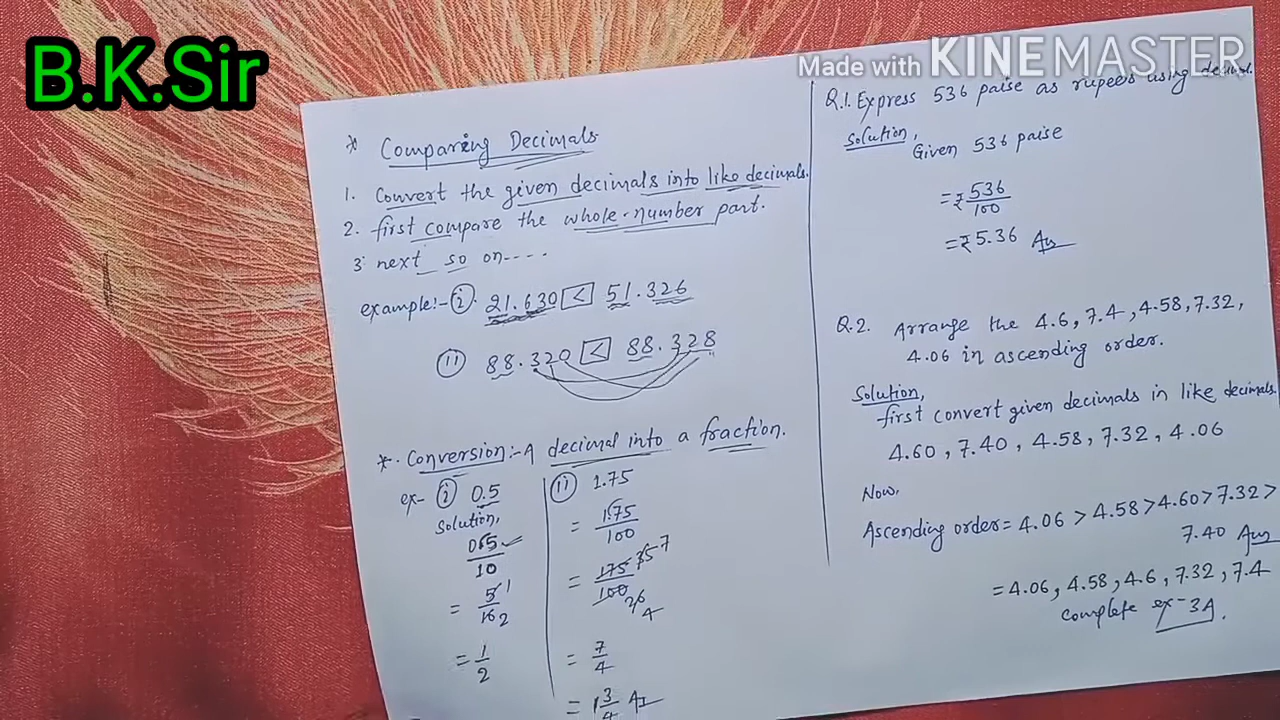 B.K.Sir
Made with KINEMASTER
* Comparing Decimals
1. Convert the given decimals into like decimals.
2. first compare the whole-number part.
3. next so on----
example:- (i) 21.630 < 51.326
(ii) 88.320 < 88.328
*. Conversion:- A decimal into a fraction.
ex- (i) 0.5
Solution,
05/10
= 5/10 1 2
= 1/2
(ii) 1.75
= 175/100
= 175/100 35 7 4
= 7/4
= 1 3/4
Q.1. Express 536 paise as rupees using decimal.
Solution,
Given 536 paise
= ₹ 536/100
= ₹ 5.36 Ans
Q.2. Arrange the 4.6, 7.4, 4.58, 7.32,
4.06 in ascending order.
Solution,
first convert given decimals in like decimals.
4.60, 7.40, 4.58, 7.32, 4.06
Now,
Ascending order = 4.06 > 4.58 > 4.60 > 7.32 >
7.40 Ans
= 4.06, 4.58, 4.6, 7.32, 7.4
Complete ex- 3A.